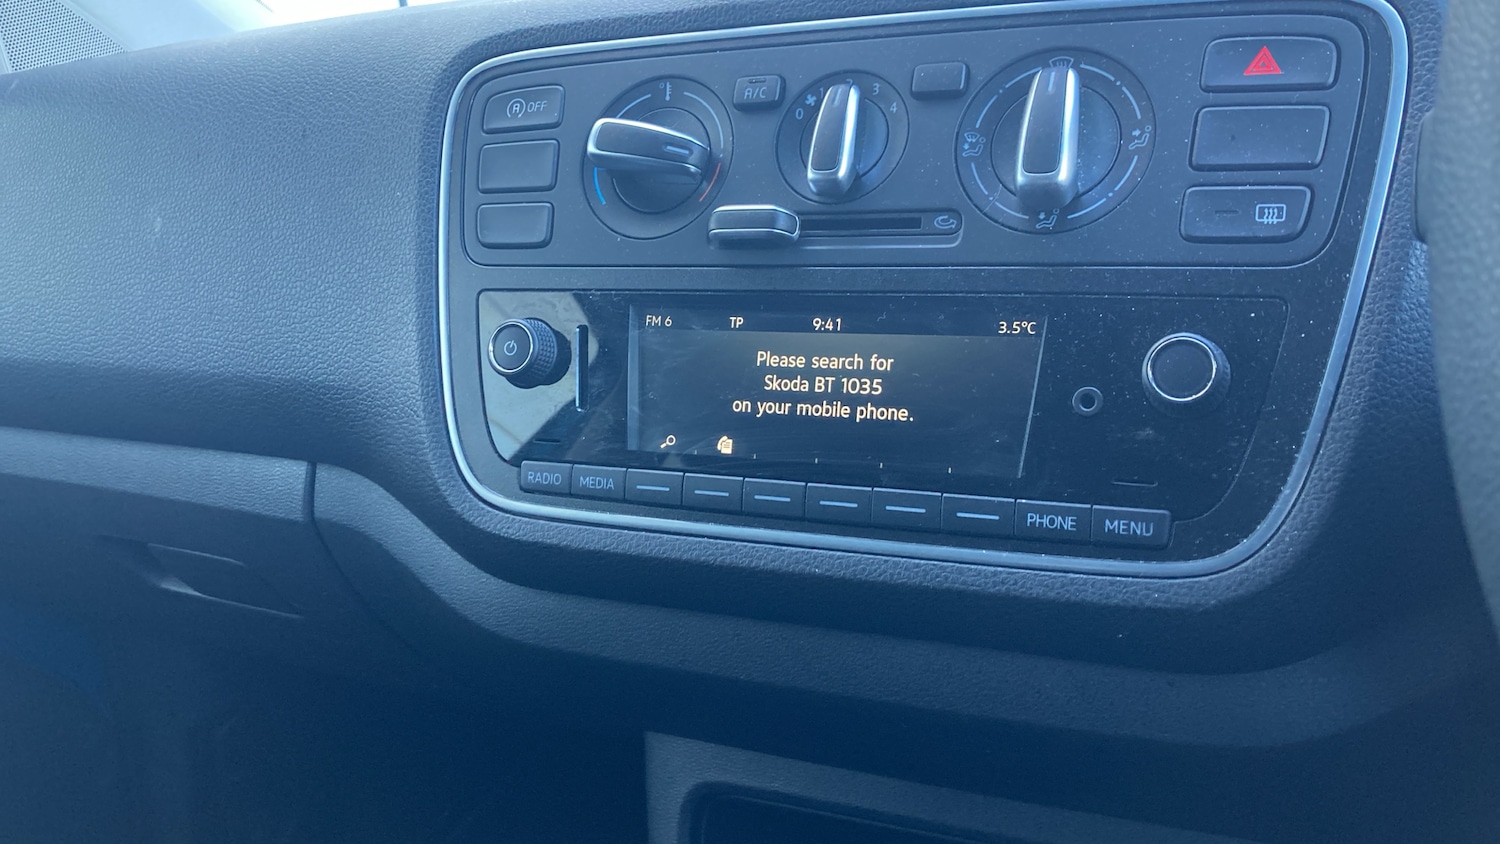 OFF
A/C
0 1 2 3 4
FM 6 TP 9:41 3.5°C
Please search for
Skoda BT 1035
on your mobile phone.
RADIO MEDIA PHONE MENU